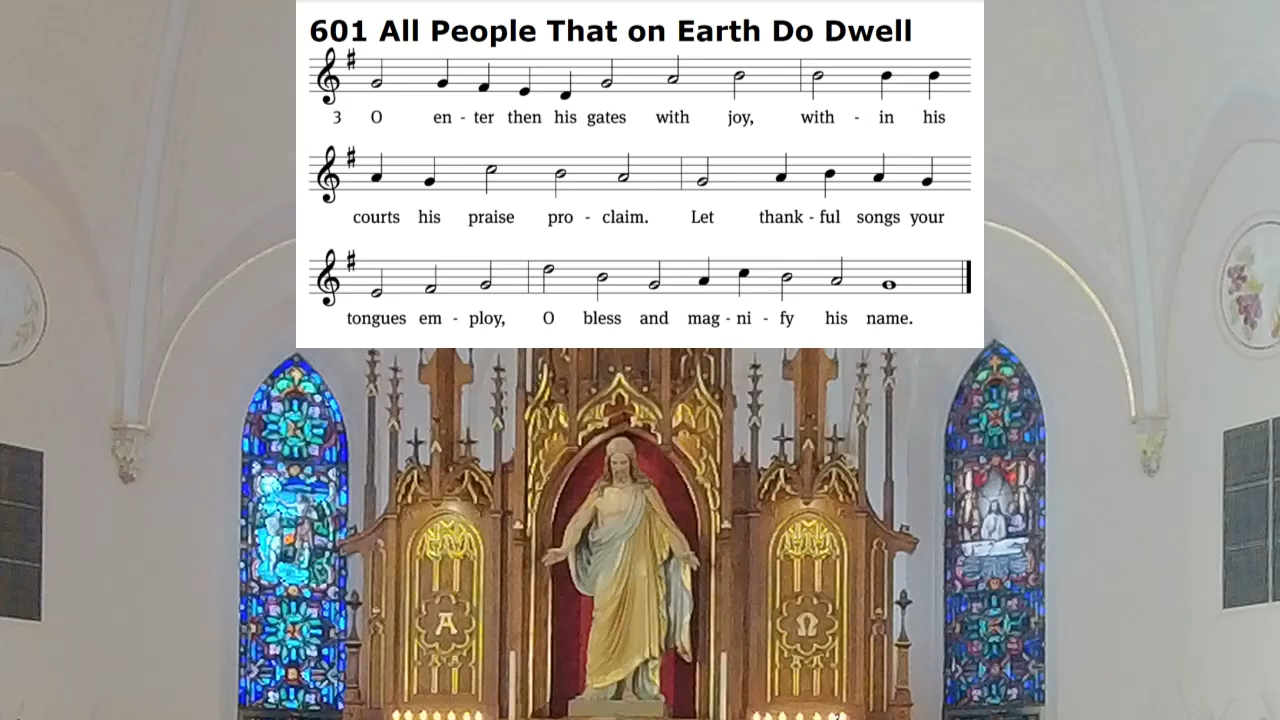 601 All People That on Earth Do Dwell
3 O en - ter then his gates with joy, with - in his
courts his praise pro - claim. Let thank - ful songs your
tongues em - ploy, O bless and mag - ni - fy his name.
A Ω